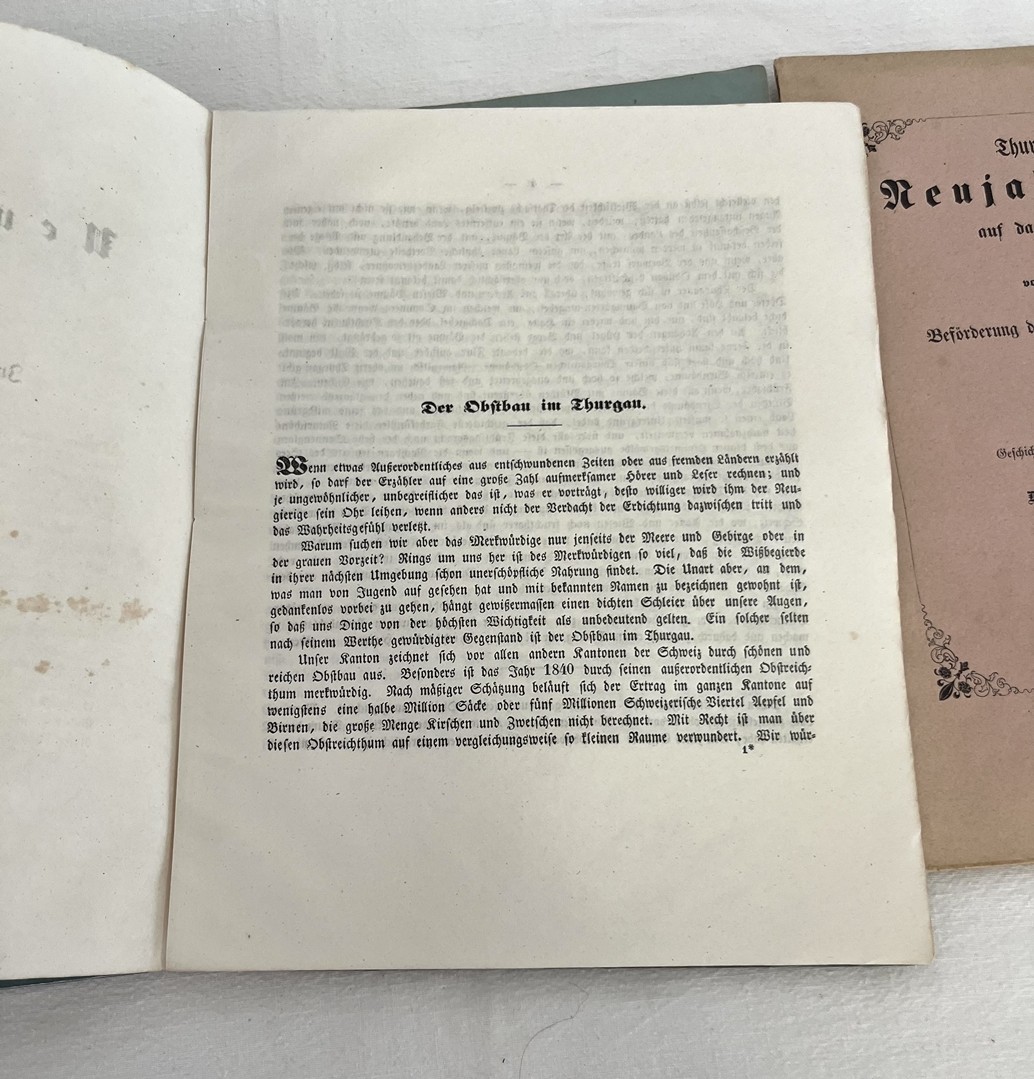 Der Obstbau im Thurgau.
Wenn etwas Außerordentliches aus entschwundenen Zeiten oder aus fremden Ländern erzählt
wird, so darf der Erzähler auf eine große Zahl aufmerksamer Hörer und Leser rechnen; und
je ungewöhnlicher, unbegreiflicher das ist, was er vorträgt, desto williger wird ihm der Neu-
gierige sein Ohr leihen, wenn anders nicht der Verdacht der Erdichtung dazwischen tritt und
das Wahrheitsgefühl verletzt.
Warum suchen wir aber das Merkwürdige nur jenseits der Meere und Gebirge oder in
der grauen Vorzeit? Rings um uns her ist des Merkwürdigen so viel, daß die Wißbegierde
in ihrer nächsten Umgebung schon unerschöpfliche Nahrung findet. Die Unart aber, an dem,
was man von Jugend auf gesehen hat und mit bekannten Namen zu bezeichnen gewohnt ist,
gedankenlos vorbei zu gehen, hängt gewißermassen einen dichten Schleier über unsere Augen,
so daß uns Dinge von der höchsten Wichtigkeit als unbedeutend gelten. Ein solcher selten
nach seinem Werthe gewürdigter Gegenstand ist der Obstbau im Thurgau.
Unser Kanton zeichnet sich vor allen andern Kantonen der Schweiz durch schönen und
reichen Obstbau aus. Besonders ist das Jahr 1840 durch seinen außerordentlichen Obstreich-
thum merkwürdig. Nach mäßiger Schätzung beläuft sich der Ertrag im ganzen Kantone auf
wenigstens eine halbe Million Säcke oder fünf Millionen Schweizerische Viertel Aepfel und
Birnen, die große Menge Kirschen und Zwetschen nicht berechnet. Mit Recht ist man über
diesen Obstreichthum auf einem vergleichungsweise so kleinen Raume verwundert. Wir wür-
1*
Thur
Neuja
auf da
vo
Beförderung d
Geschic